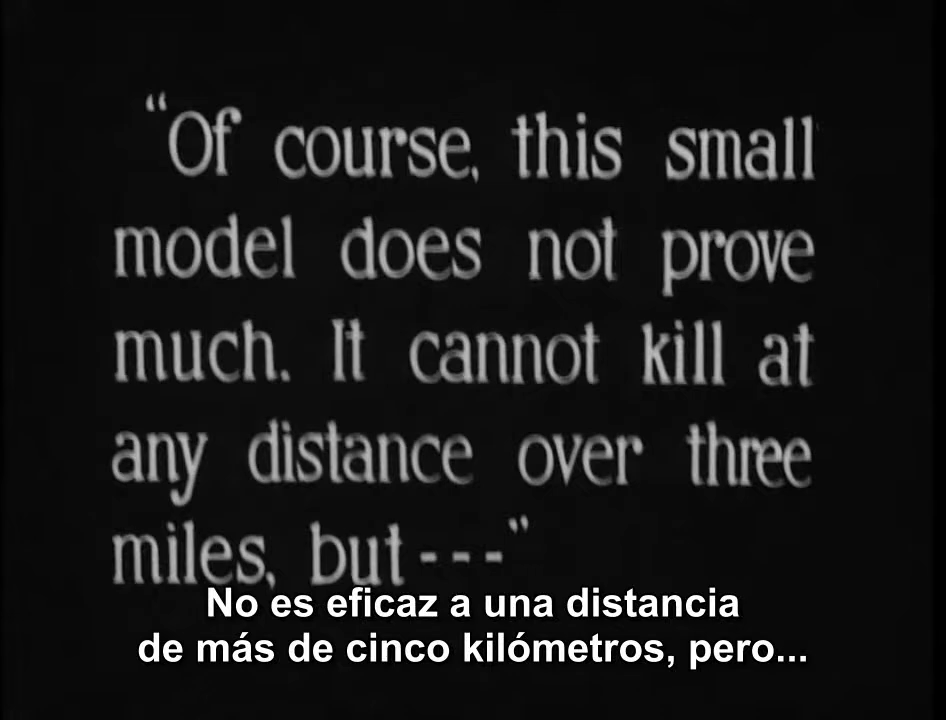 “Of course, this small
model does not prove
much. It cannot kill at
any distance over three
miles, but---”
No es eficaz a una distancia
de más de cinco kilómetros, pero...